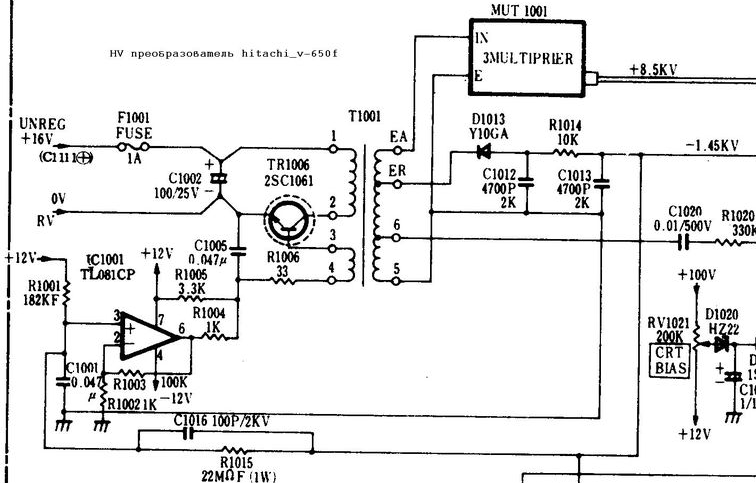 MUT 1001
HV преобразователь hitachi_v-650f
IN
3MULTIPRIER
E
+8.5KV
UNREG
+16V
(C1111⊕)
F1001
FUSE
1A
T1001
1
EA
D1013
Y10GA
R1014
10K
-1.45KV
+
C1002
100/25V
-
TR1006
2SC1061
ER
C1012
4700P
2K
C1013
4700P
2K
0V
RV
2
3
6
C1020
0.01/500V
R1020
330K
+12V
IC1001
TL081CP
+12V
C1005
0.047μ
R1006
33
4
5
R1001
182KF
R1005
3.3K
+100V
3
+
2
-
7
6
4
R1004
1K
RV1021
200K
D1020
HZ22
CRT
BIAS
+
-
C1001
0.047
μ
R1003
100K
-12V
R1002 1K
+12V
C1016 100P/2KV
R1015
22MΩF (1W)